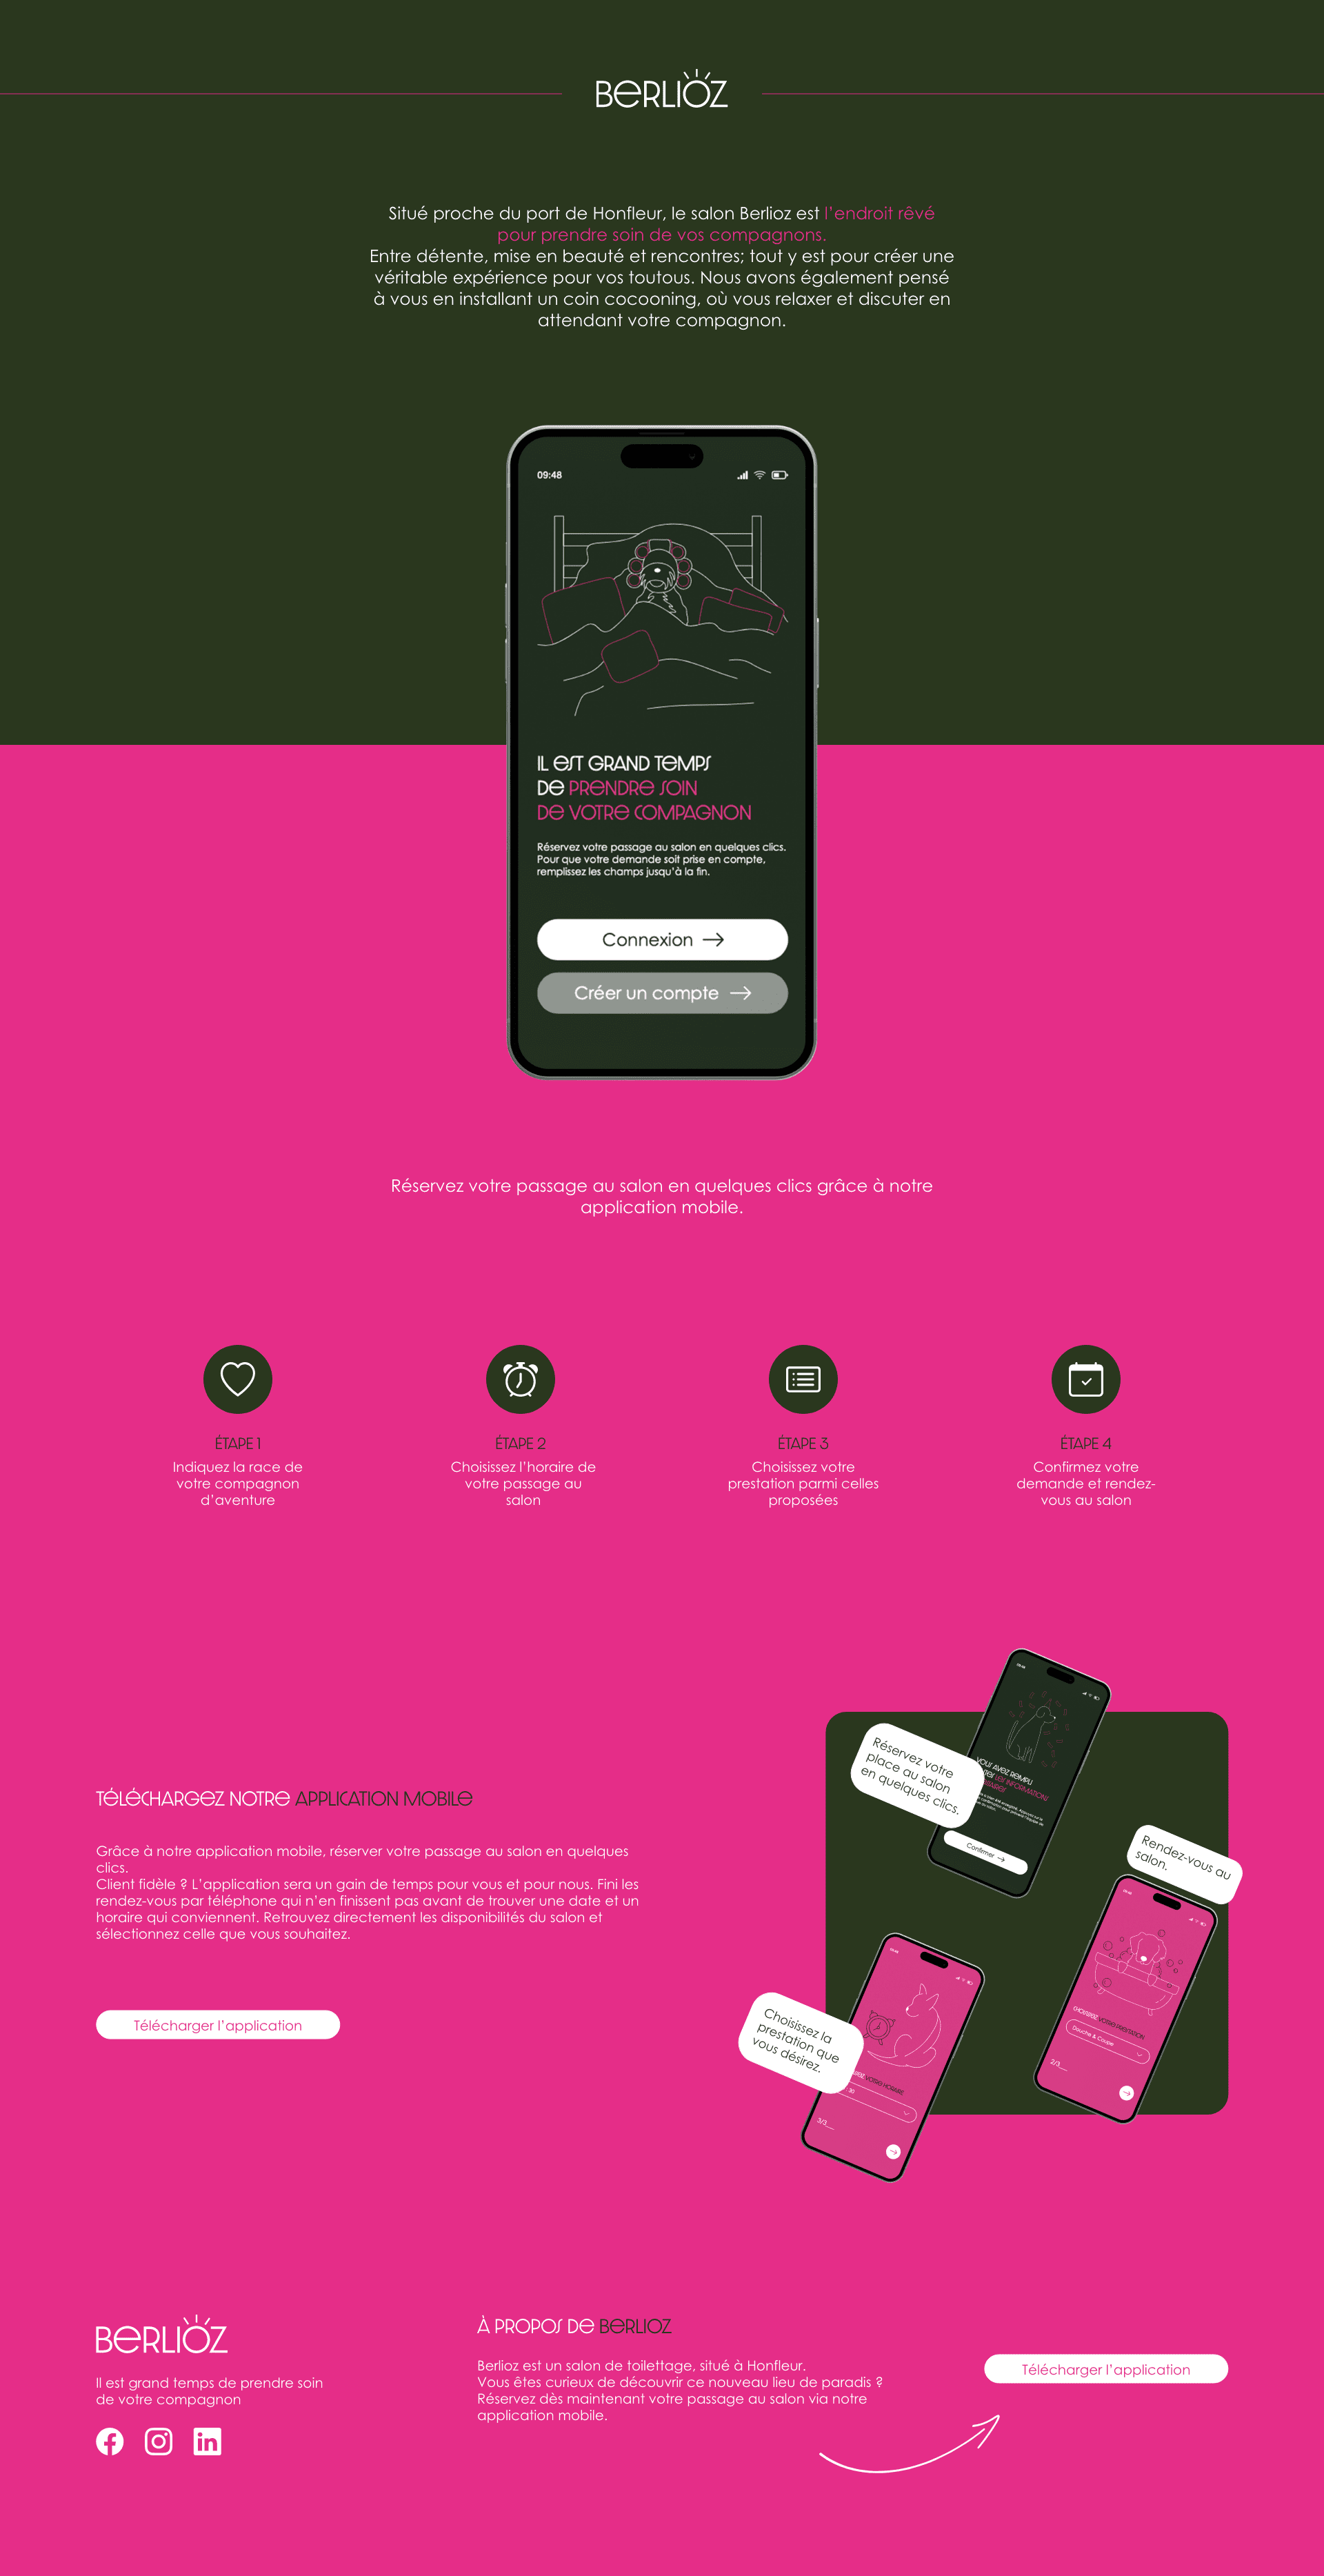 BERLIOZ
Situé proche du port de Honfleur, le salon Berlioz est l'endroit rêvé
pour prendre soin de vos compagnons.
Entre détente, mise en beauté et rencontres; tout y est pour créer une
véritable expérience pour vos toutous. Nous avons également pensé
à vous en installant un coin cocooning, où vous relaxer et discuter en
attendant votre compagnon.
09:48
IL EST GRAND TEMPS
DE PRENDRE SOIN
DE VOTRE COMPAGNON
Réservez votre passage au salon en quelques clics.
Pour que votre demande soit prise en compte,
remplissez les champs jusqu'à la fin.
Connexion →
Créer un compte →
Réservez votre passage au salon en quelques clics grâce à notre
application mobile.
ÉTAPE 1
Indiquez la race de
votre compagnon
d'aventure
ÉTAPE 2
Choisissez l'horaire de
votre passage au
salon
ÉTAPE 3
Choisissez votre
prestation parmi celles
proposées
ÉTAPE 4
Confirmez votre
demande et rendez-
vous au salon
TÉLÉCHARGEZ NOTRE APPLICATION MOBILE
Grâce à notre application mobile, réserver votre passage au salon en quelques
clics.
Client fidèle ? L'application sera un gain de temps pour vous et pour nous. Fini les
rendez-vous par téléphone qui n'en finissent pas avant de trouver une date et un
horaire qui conviennent. Retrouvez directement les disponibilités du salon et
sélectionnez celle que vous souhaitez.
Télécharger l'application
Réservez votre
place au salon
en quelques clics.
VOUS AVEZ REMPLI
LES INFORMATIONS
Confirmer →
Rendez-vous au
salon.
CHOISISSEZ VOTRE PRESTATION
Douche & Coupe
2/3
Choisissez la
prestation que
vous désirez.
VOTRE HORAIRE
30
3/3
BERLIOZ
Il est grand temps de prendre soin
de votre compagnon
À PROPOS DE BERLIOZ
Berlioz est un salon de toilettage, situé à Honfleur.
Vous êtes curieux de découvrir ce nouveau lieu de paradis ?
Réservez dès maintenant votre passage au salon via notre
application mobile.
Télécharger l'application